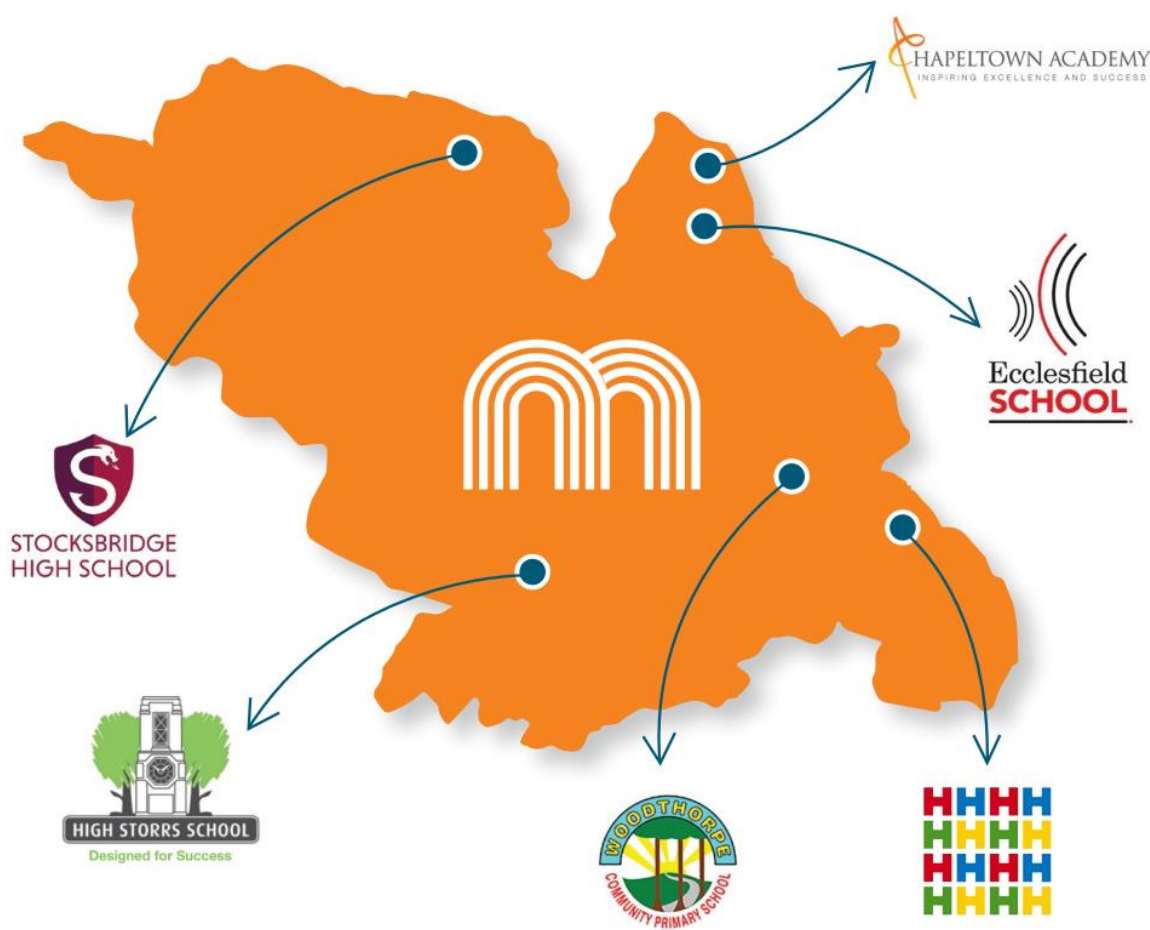 CHAPELTOWN ACADEMY
INSPIRING EXCELLENCE AND SUCCESS
Ecclesfield
SCHOOL
m
S
STOCKSBRIDGE
HIGH SCHOOL
HIGH STORRS SCHOOL
Designed for Success
WOODTHORPE
COMMUNITY PRIMARY SCHOOL
HHHH
HHHH
HHHH
HHHH